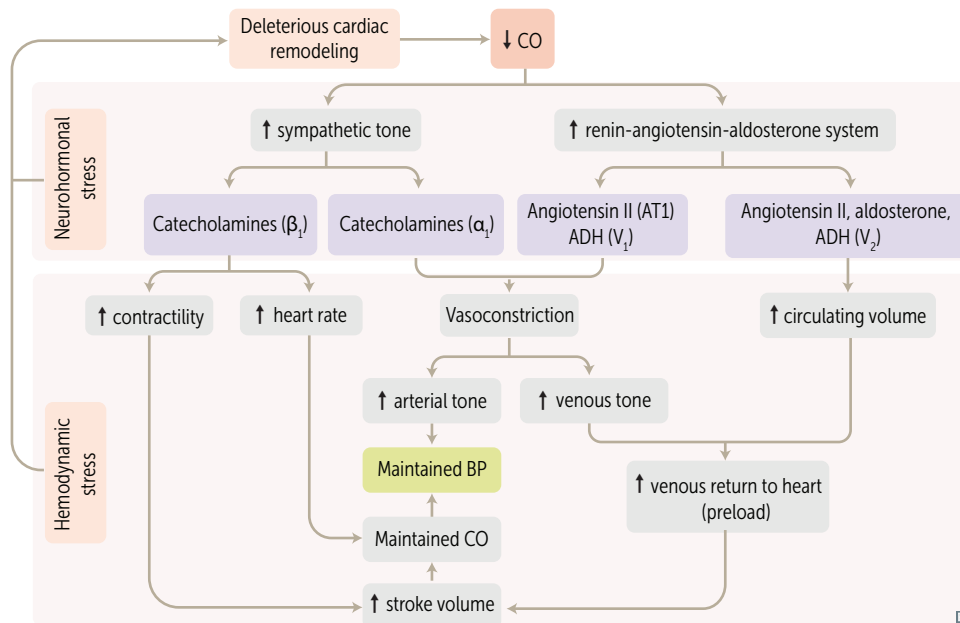 Deleterious cardiac
remodeling
↓ CO
Neurohormonal
stress
↑ sympathetic tone
↑ renin-angiotensin-aldosterone system
Catecholamines (β₁)
Catecholamines (α₁)
Angiotensin II (AT1)
ADH (V₁)
Angiotensin II, aldosterone,
ADH (V₂)
Hemodynamic
stress
↑ contractility
↑ heart rate
Vasoconstriction
↑ circulating volume
↑ arterial tone
↑ venous tone
Maintained BP
↑ venous return to heart
(preload)
Maintained CO
↑ stroke volume